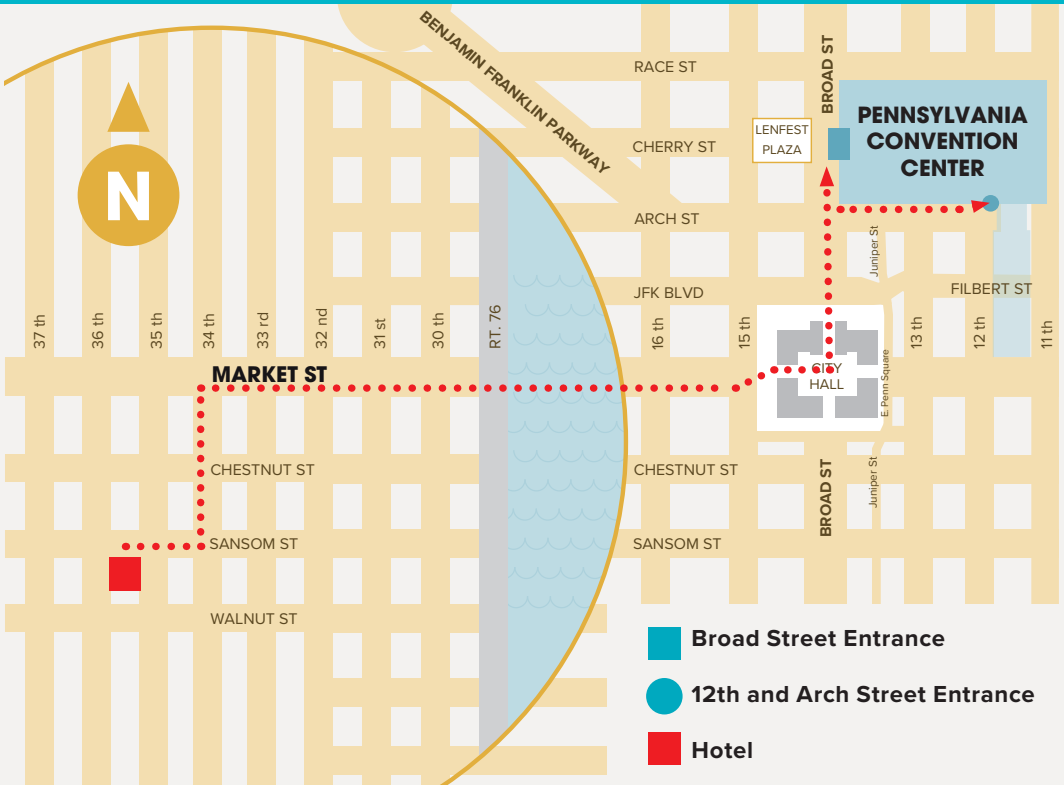 BENJAMIN FRANKLIN PARKWAY
BROAD ST
RACE ST
PENNSYLVANIA
CONVENTION
CENTER
LENFEST
PLAZA
CHERRY ST
N
ARCH ST
Juniper St
JFK BLVD
FILBERT ST
37 th
36 th
35 th
34 th
33 rd
32 nd
31 st
30 th
RT. 76
16 th
15 th
13 th
12 th
11 th
MARKET ST
CITY
HALL
E. Penn Square
CHESTNUT ST
CHESTNUT ST
BROAD ST
Juniper St
SANSOM ST
SANSOM ST
WALNUT ST
Broad Street Entrance
12th and Arch Street Entrance
Hotel